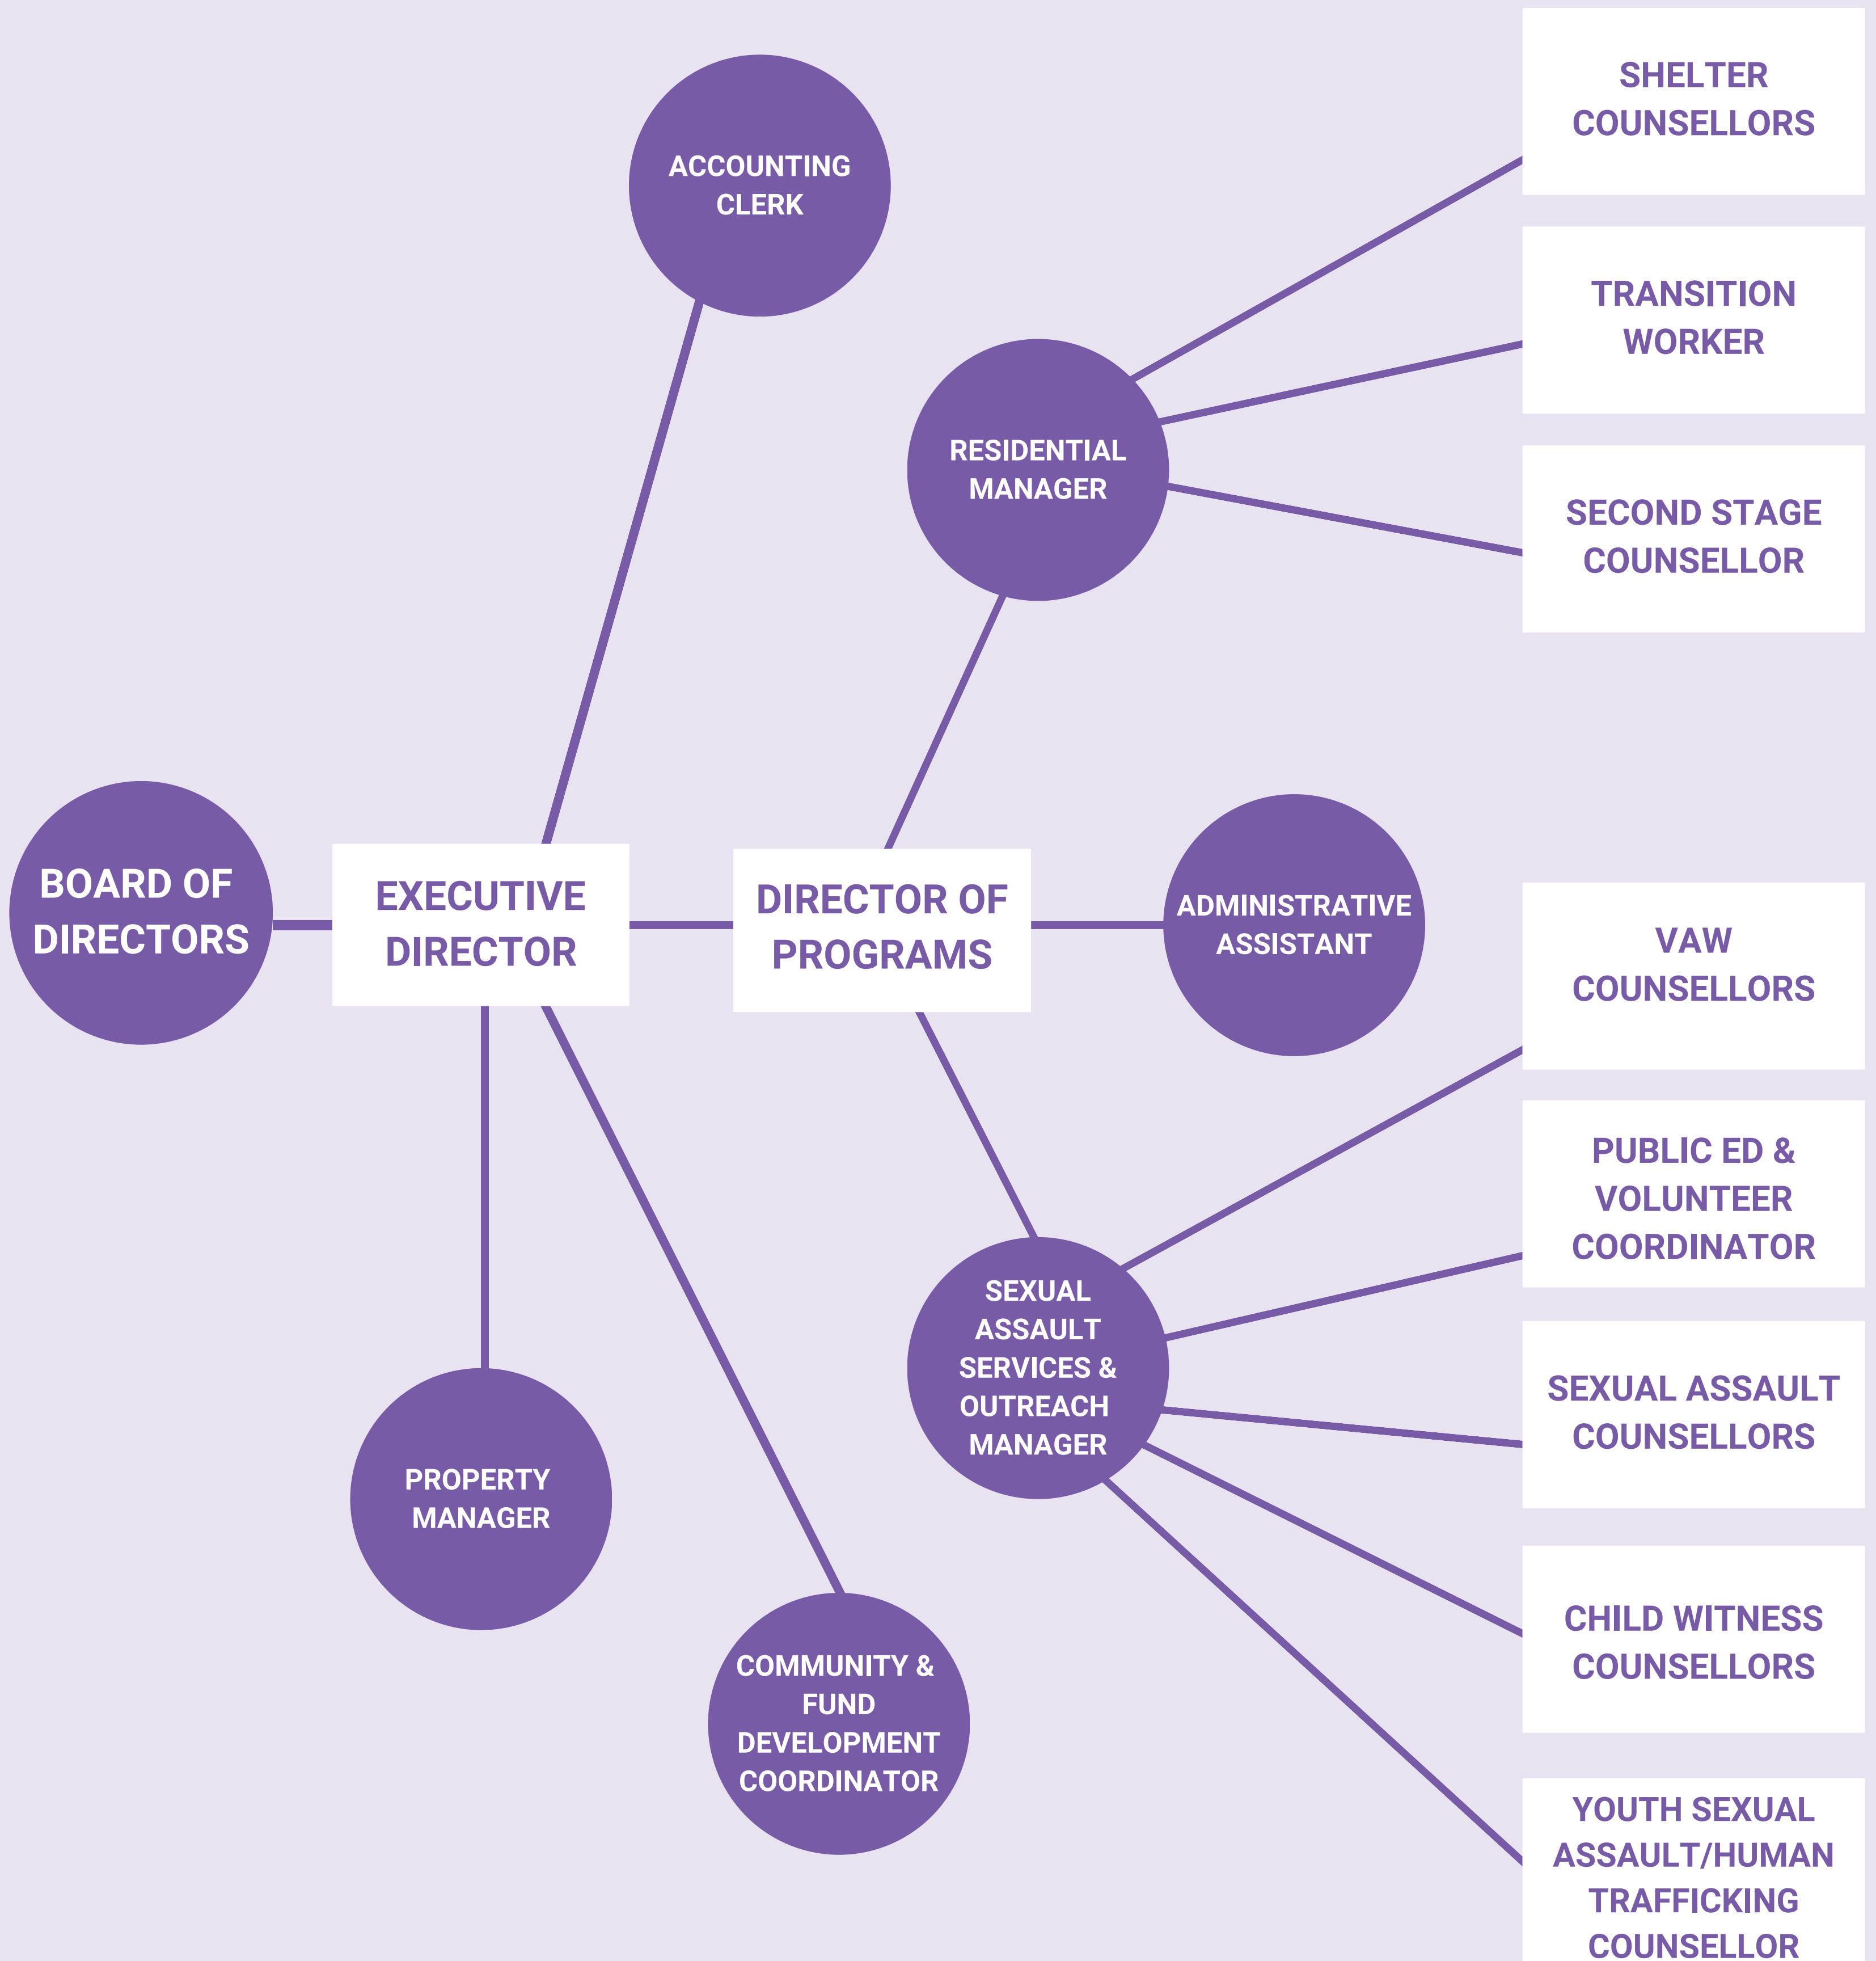 ACCOUNTING
CLERK
SHELTER
COUNSELLORS
TRANSITION
WORKER
RESIDENTIAL
MANAGER
SECOND STAGE
COUNSELLOR
BOARD OF
DIRECTORS
EXECUTIVE
DIRECTOR
DIRECTOR OF
PROGRAMS
ADMINISTRATIVE
ASSISTANT
VAW
COUNSELLORS
PUBLIC ED &
VOLUNTEER
COORDINATOR
SEXUAL
ASSAULT
SERVICES &
OUTREACH
MANAGER
SEXUAL ASSAULT
COUNSELLORS
PROPERTY
MANAGER
CHILD WITNESS
COUNSELLORS
COMMUNITY &
FUND
DEVELOPMENT
COORDINATOR
YOUTH SEXUAL
ASSAULT/HUMAN
TRAFFICKING
COUNSELLOR